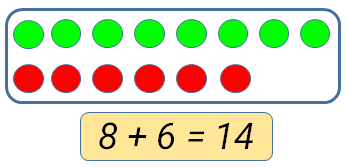 8 + 6 = 14